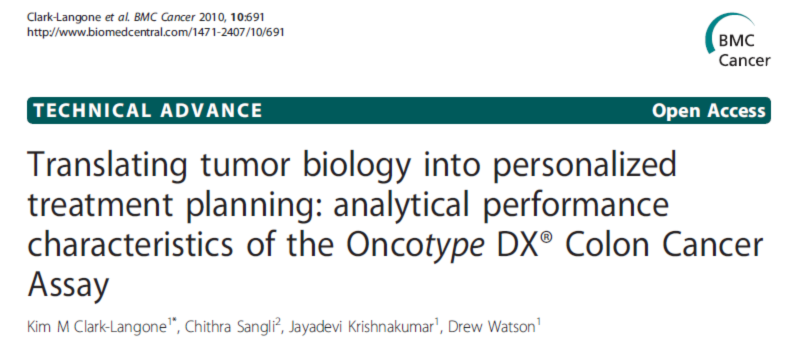 Clark-Langone et al. BMC Cancer 2010, 10:691
http://www.biomedcentral.com/1471-2407/10/691
BMC
Cancer
TECHNICAL ADVANCE Open Access
Translating tumor biology into personalized
treatment planning: analytical performance
characteristics of the Oncotype DX® Colon Cancer
Assay
Kim M Clark-Langone1*, Chithra Sangli2, Jayadevi Krishnakumar1, Drew Watson1